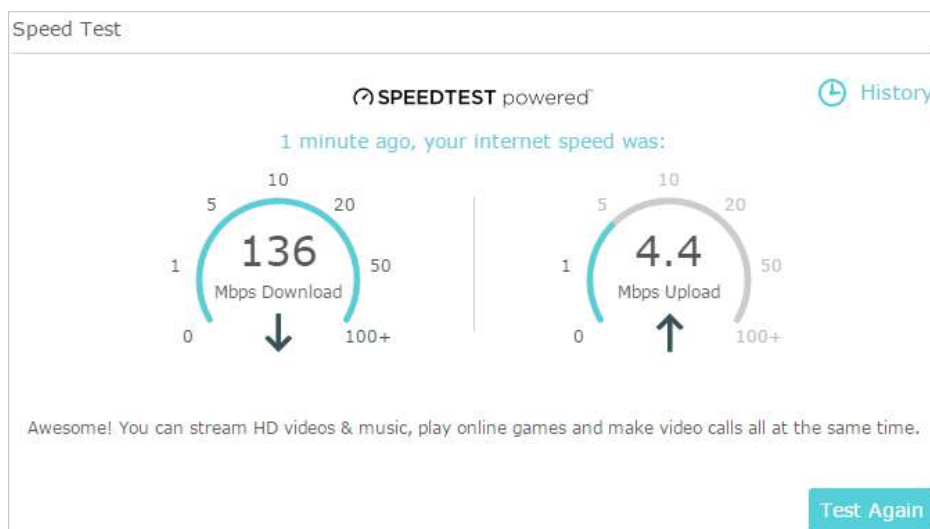 Speed Test
SPEEDTEST powered
History
1 minute ago, your internet speed was:
10
5
20
1
50
0
100+
136
Mbps Download
10
5
20
1
50
0
100+
4.4
Mbps Upload
Awesome! You can stream HD videos & music, play online games and make video calls all at the same time.
Test Again